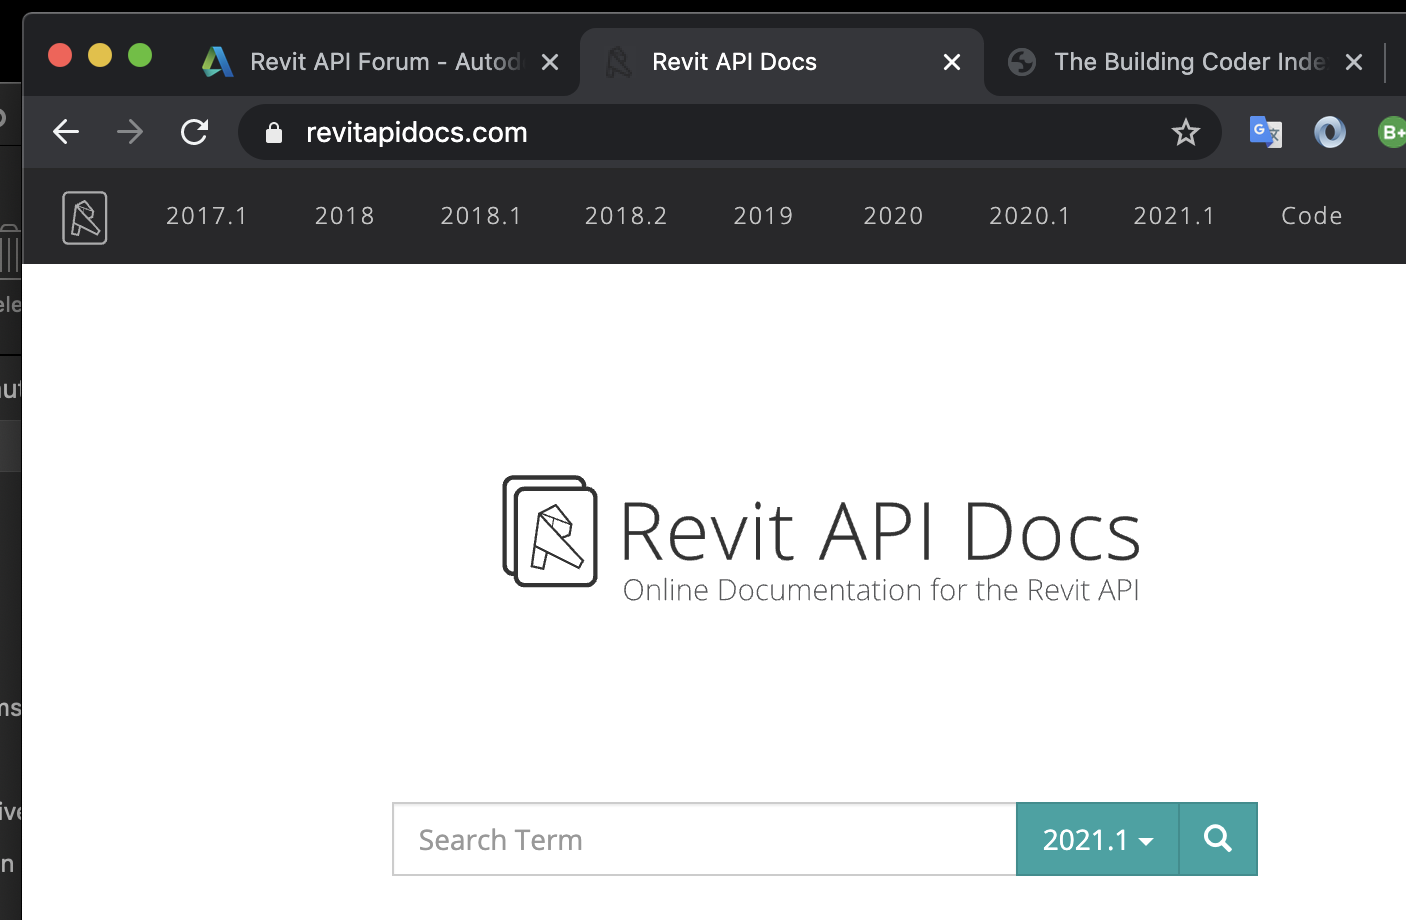 Revit API Forum - Autod
Revit API Docs
The Building Coder Inde
revitapidocs.com
G
B+
2017.1 2018 2018.1 2018.2 2019 2020 2020.1 2021.1 Code
Revit API Docs
Online Documentation for the Revit API
Search Term
2021.1